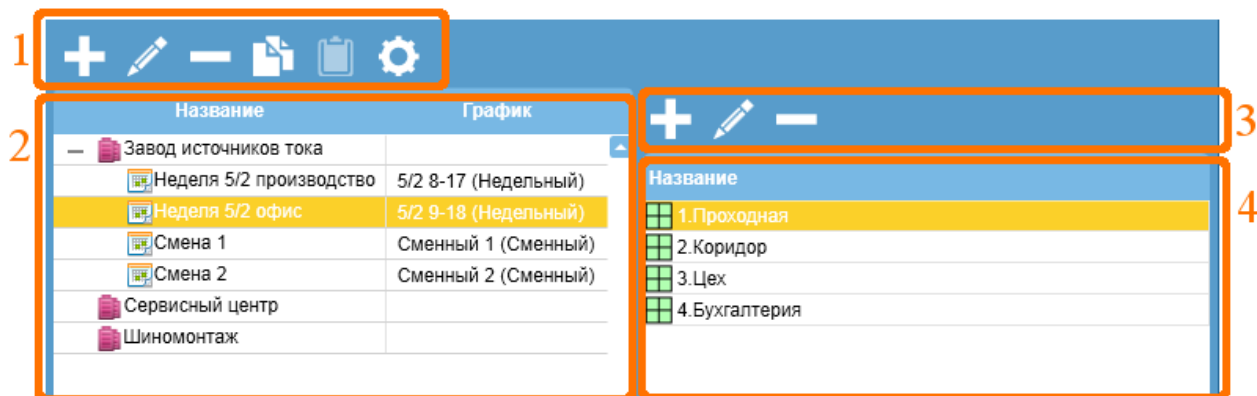 1
2
Название График
Завод источников тока
Неделя 5/2 производство 5/2 8-17 (Недельный)
Неделя 5/2 офис 5/2 9-18 (Недельный)
Смена 1 Сменный 1 (Сменный)
Смена 2 Сменный 2 (Сменный)
Сервисный центр
Шиномонтаж
3
4
Название
1.Проходная
2.Коридор
3.Цех
4.Бухгалтерия